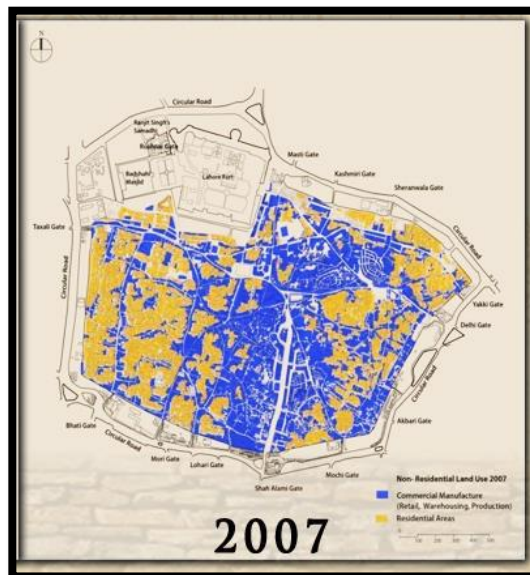 N
Circular Road
Ranjit Singh's
Samadhi
Roshnai Gate
Badshahi
Masjid
Lahore Fort
Masti Gate
Kashmiri Gate
Sheranwala Gate
Taxali Gate
Circular Road
Circular Road
Yakki Gate
Delhi Gate
Circular Road
Akbari Gate
Bhati Gate
Circular Road
Mori Gate
Lohari Gate
Mochi Gate
Shah Alami Gate
Non- Residential Land Use 2007
Commercial Manufacture
(Retail, Warehousing, Production)
Residential Areas
2007